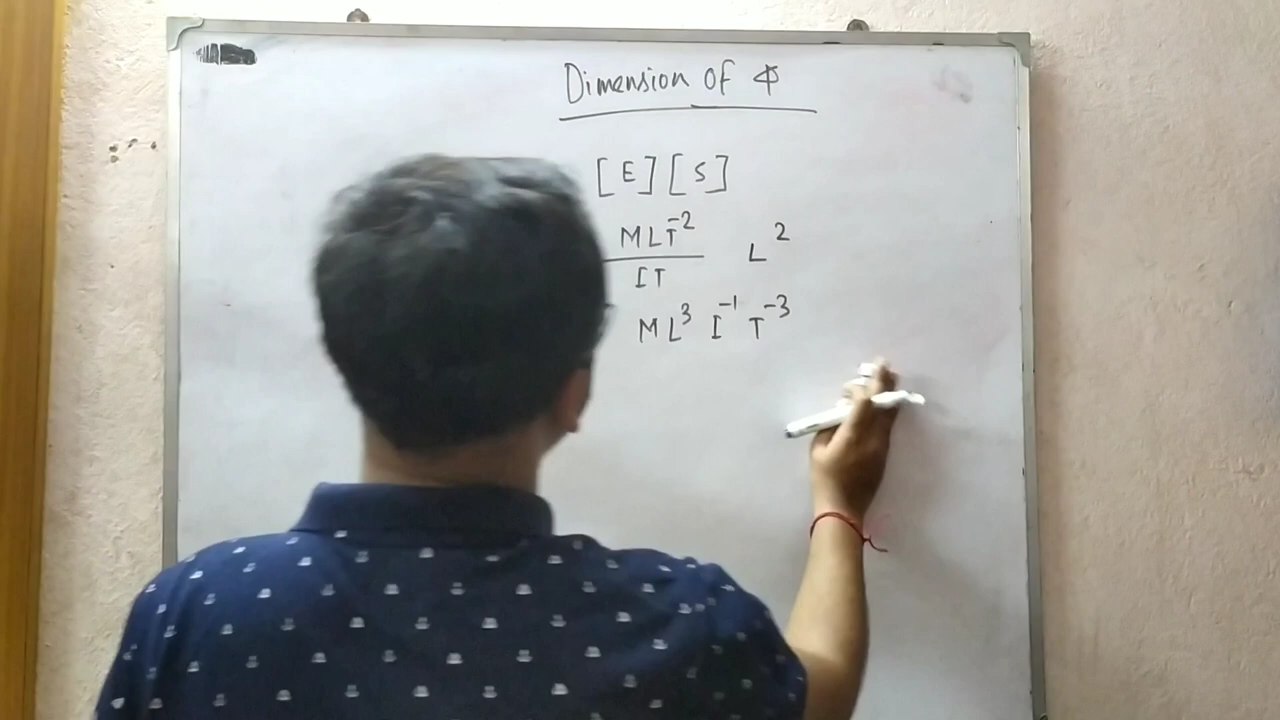 Dimension Of Φ
[E][S]
MLT⁻² L²
IT
ML³ I⁻¹ T⁻³